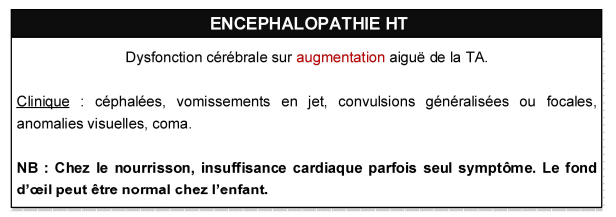 ENCEPHALOPATHIE HT
Dysfonction cérébrale sur augmentation aiguë de la TA.
Clinique : céphalées, vomissements en jet, convulsions généralisées ou focales,
anomalies visuelles, coma.
NB : Chez le nourrisson, insuffisance cardiaque parfois seul symptôme. Le fond
d’œil peut être normal chez l’enfant.